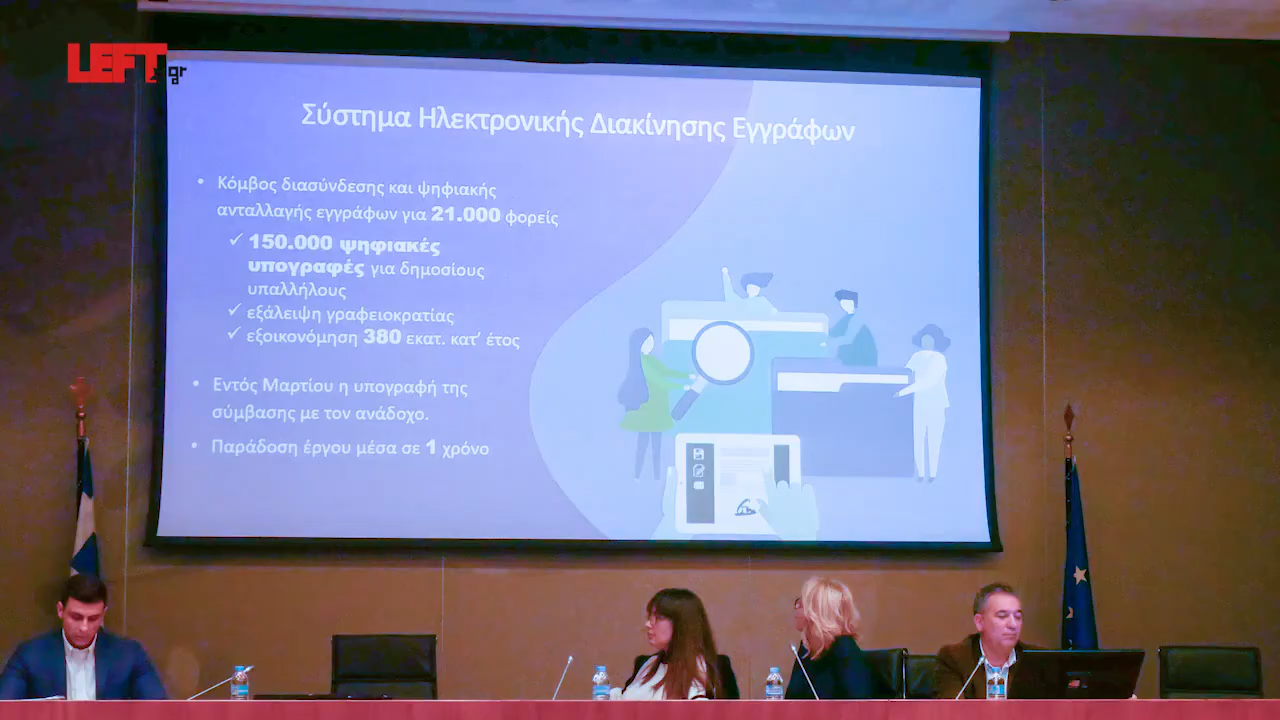 LEFT.gr
Σύστημα Ηλεκτρονικής Διακίνησης Εγγράφων
• Κόμβος διασύνδεσης και ψηφιακής
ανταλλαγής εγγράφων για 21.000 φορείς
✓ 150.000 ψηφιακές
υπογραφές για δημοσίους
υπαλλήλους
✓ εξάλειψη γραφειοκρατίας
✓ εξοικονόμηση 380 εκατ. κατ’ έτος
• Εντός Μαρτίου η υπογραφή της
σύμβασης με τον ανάδοχο.
• Παράδοση έργου μέσα σε 1 χρόνο